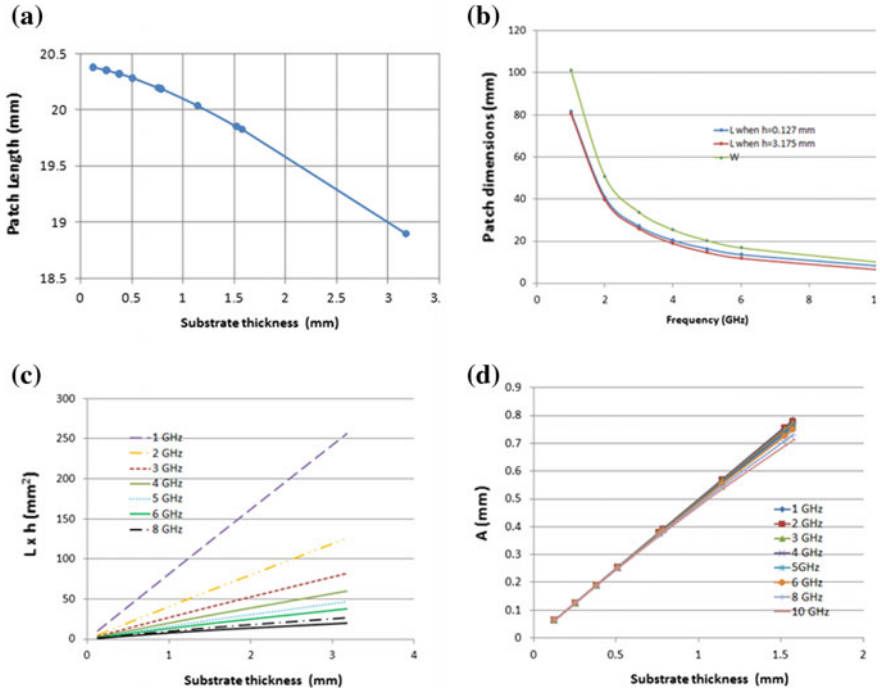 (a)
20.5
20
19.5
19
18.5
Patch Length (mm)
0 0.5 1 1.5 2 2.5 3 3.
Substrate thickness (mm)
(b)
120
100
80
60
40
20
0
Patch dimensions (mm)
L when h=0.127 mm
L when h=3.175 mm
W
0 2 4 6 8 1
Frequency (GHz)
(c)
300
250
200
150
100
50
0
L x h (mm²)
1 GHz
2 GHz
3 GHz
4 GHz
5 GHz
6 GHz
8 GHz
0 1 2 3 4
Substrate thickness (mm)
(d)
0.9
0.8
0.7
0.6
0.5
0.4
0.3
0.2
0.1
0
A (mm)
1 GHz
2 GHz
3 GHz
4 GHz
5GHz
6 GHz
8 GHz
10 GHz
0 0.5 1 1.5 2
Substrate thickness (mm)